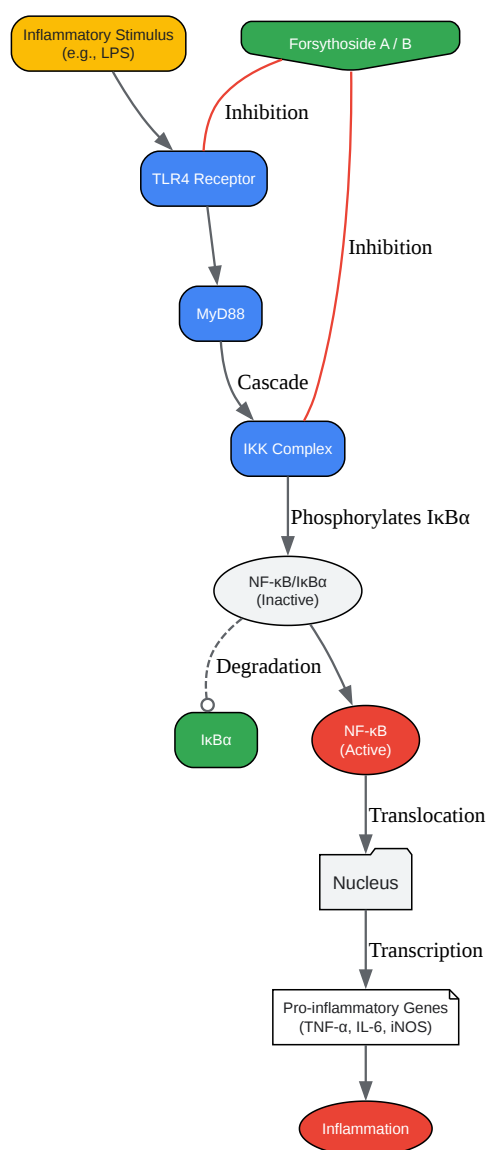 Inflammatory Stimulus
(e.g., LPS)
Forsythoside A / B
Inhibition
TLR4 Receptor
Inhibition
MyD88
Cascade
IKK Complex
Phosphorylates IκBα
NF-κB/IκBα
(Inactive)
Degradation
IκBα
NF-κB
(Active)
Translocation
Nucleus
Transcription
Pro-inflammatory Genes
(TNF-α, IL-6, iNOS)
Inflammation